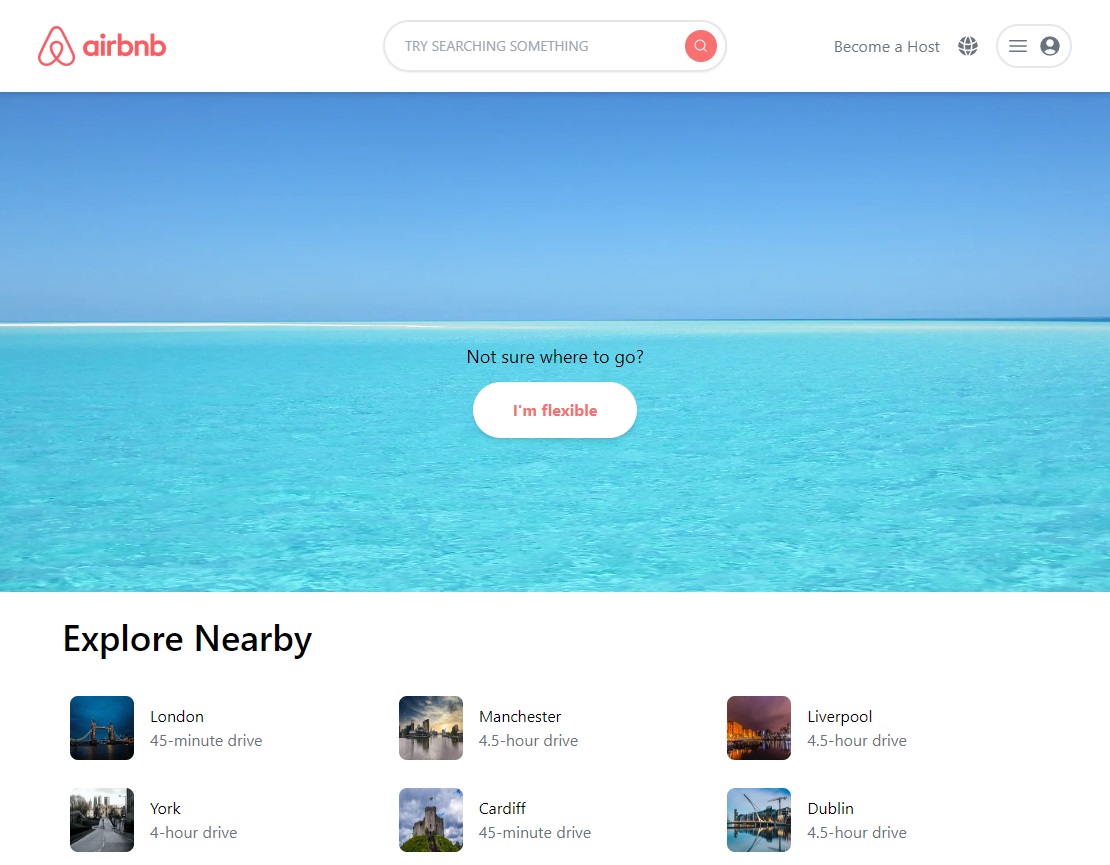 airbnb
TRY SEARCHING SOMETHING
Become a Host
Not sure where to go?
I'm flexible
Explore Nearby
London
45-minute drive
Manchester
4.5-hour drive
Liverpool
4.5-hour drive
York
4-hour drive
Cardiff
45-minute drive
Dublin
4.5-hour drive